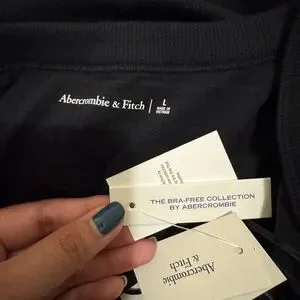 Abercrombie & Fitch
L
MADE IN
VIETNAM
THE BRA-FREE COLLECTION
BY ABERCROMBIE
Abercrombie
& Fitch